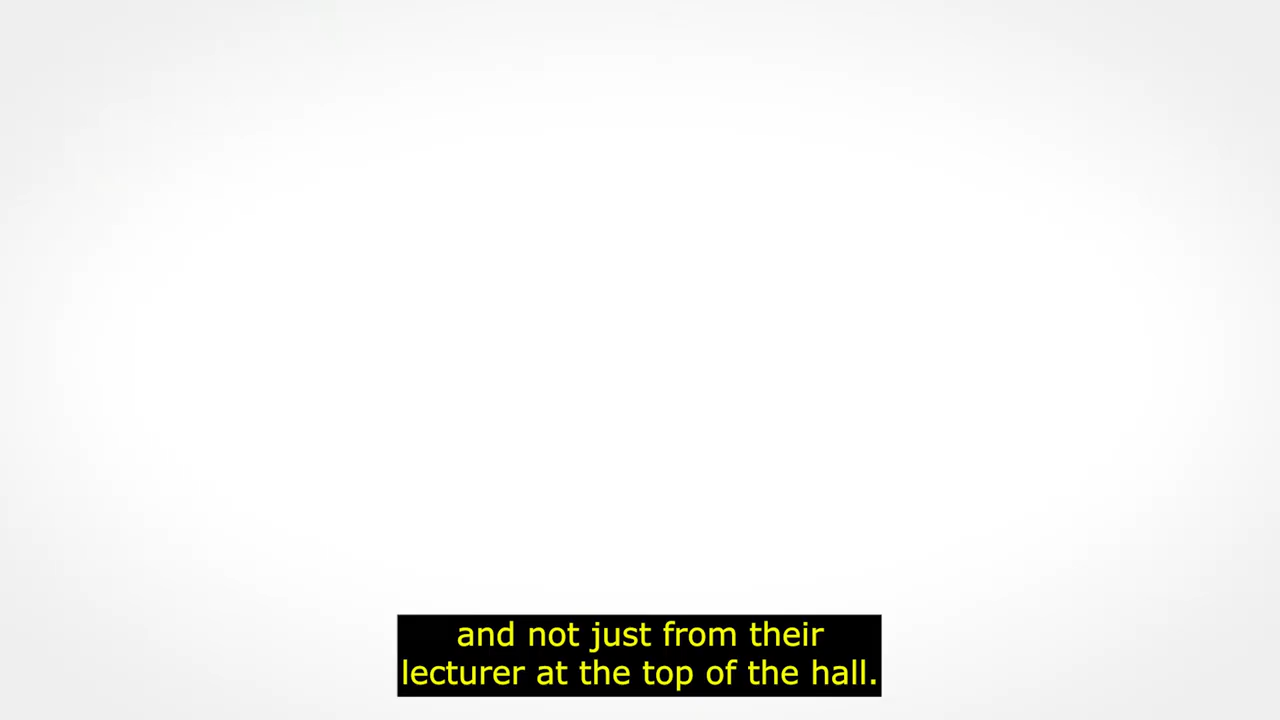 and not just from their
lecturer at the top of the hall.